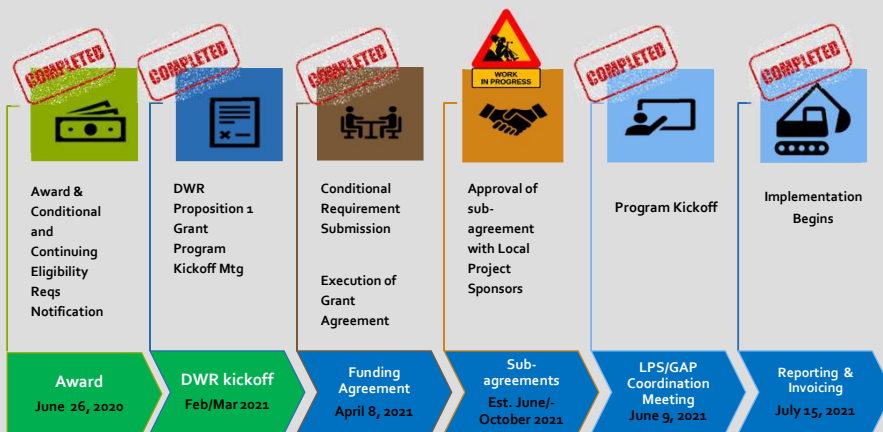 COMPLETED
Award &
Conditional
and
Continuing
Eligibility
Reqs
Notification
Award
June 26, 2020
COMPLETED
DWR
Proposition 1
Grant
Program
Kickoff Mtg
DWR kickoff
Feb/Mar 2021
COMPLETED
Conditional
Requirement
Submission
Execution of
Grant
Agreement
Funding
Agreement
April 8, 2021
WORK
IN PROGRESS
Approval of
sub-
agreement
with Local
Project
Sponsors
Sub-
agreements
Est. June/-
October 2021
COMPLETED
Program Kickoff
LPS/GAP
Coordination
Meeting
June 9, 2021
COMPLETED
Implementation
Begins
Reporting &
Invoicing
July 15, 2021